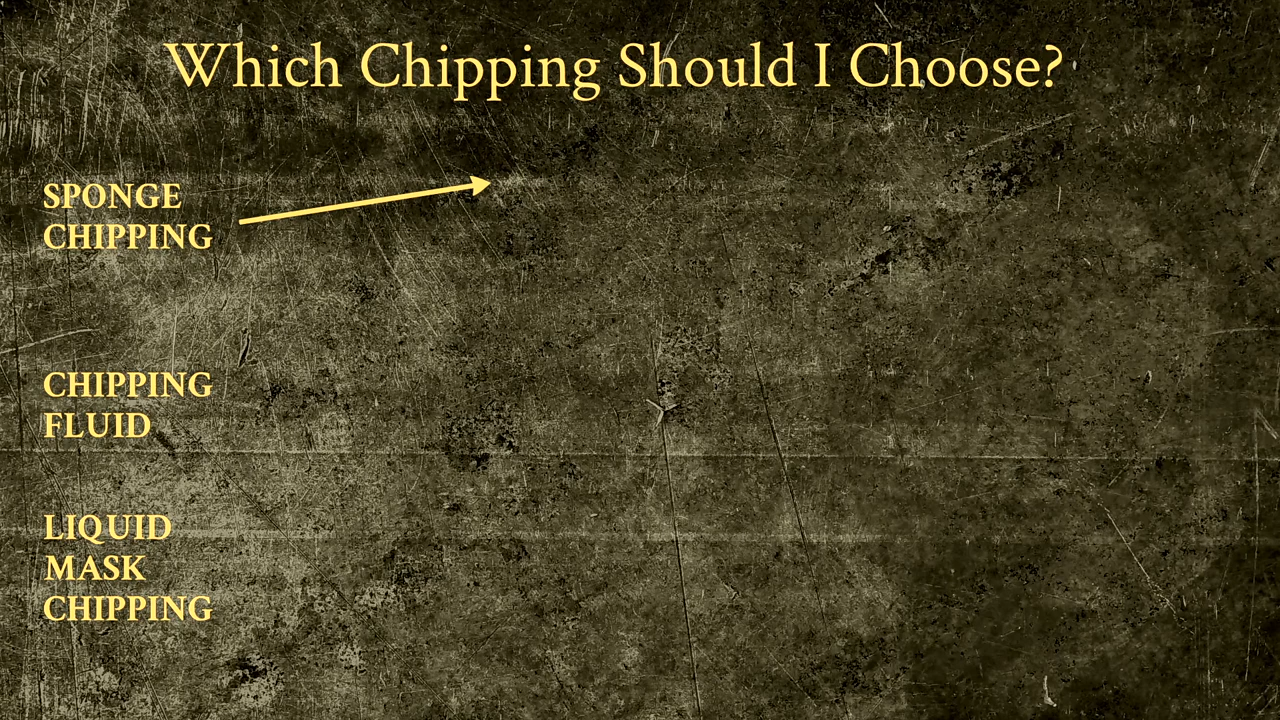 Which Chipping Should I Choose?
SPONGE
CHIPPING
CHIPPING
FLUID
LIQUID
MASK
CHIPPING